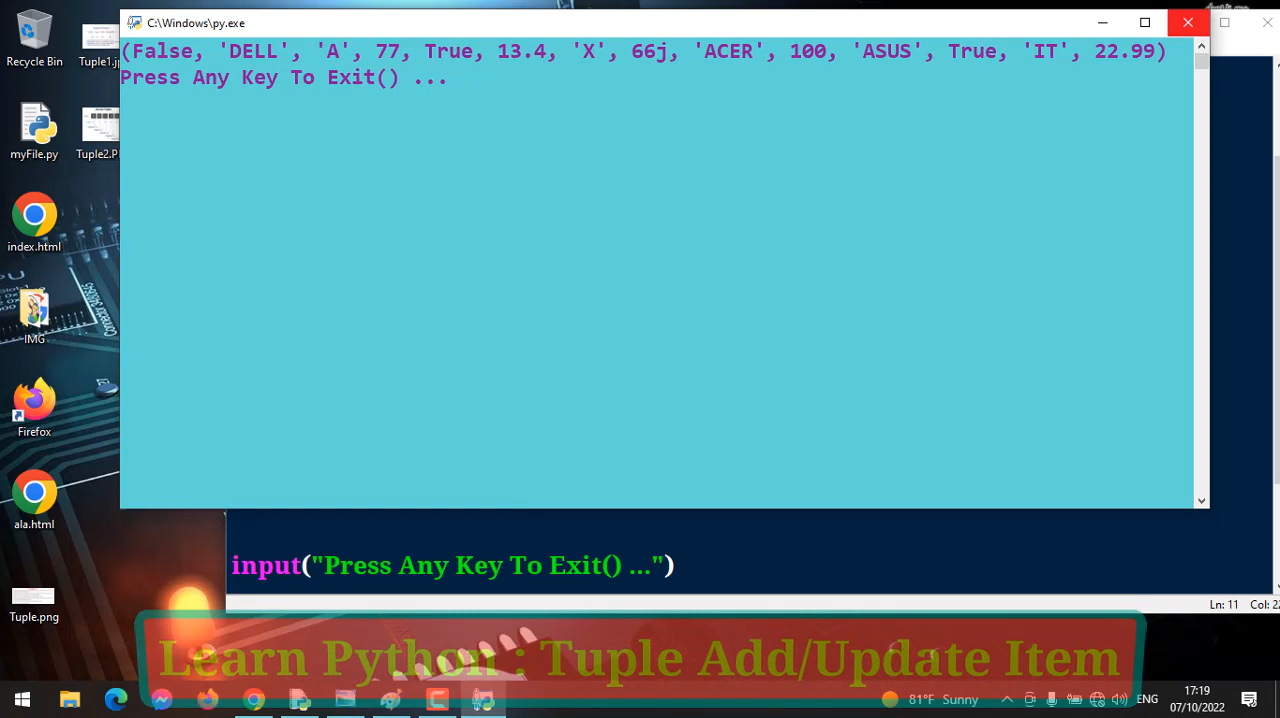 C:\Windows\py.exe
(False, 'DELL', 'A', 77, True, 13.4, 'X', 66j, 'ACER', 100, 'ASUS', True, 'IT', 22.99)
Press Any Key To Exit() ...
Recycle Bin
Tuple1.j
myFile.py
Tuple2.P
index.html
IMG
Firefox
ala.html
Tuple.png
input("Press Any Key To Exit() ...")
Ln: 11 Col: 2
Learn Python : Tuple Add/Update Item
81°F Sunny
ENG
17:19
07/10/2022